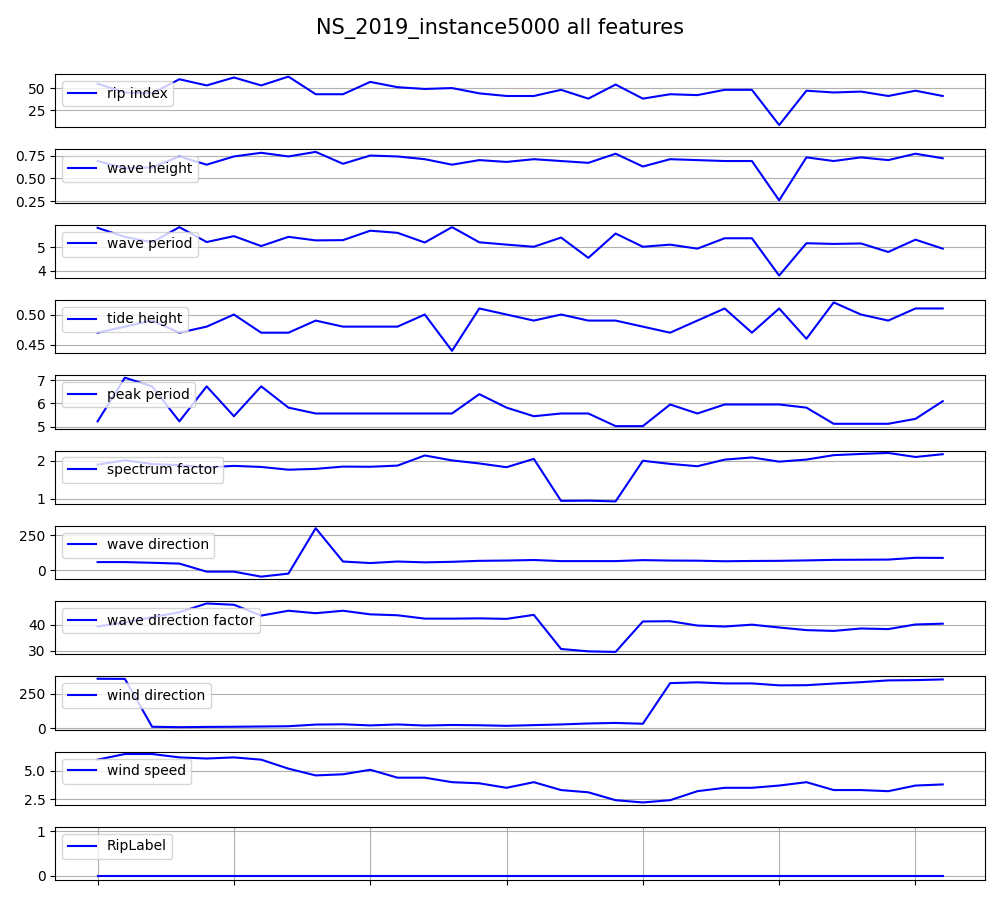 NS_2019_instance5000 all features
50
25
rip index
0.75
0.50
0.25
wave height
5
4
wave period
0.50
0.45
tide height
7
6
5
peak period
2
1
spectrum factor
250
0
wave direction
40
30
wave direction factor
250
0
wind direction
5.0
2.5
wind speed
1
0
RipLabel